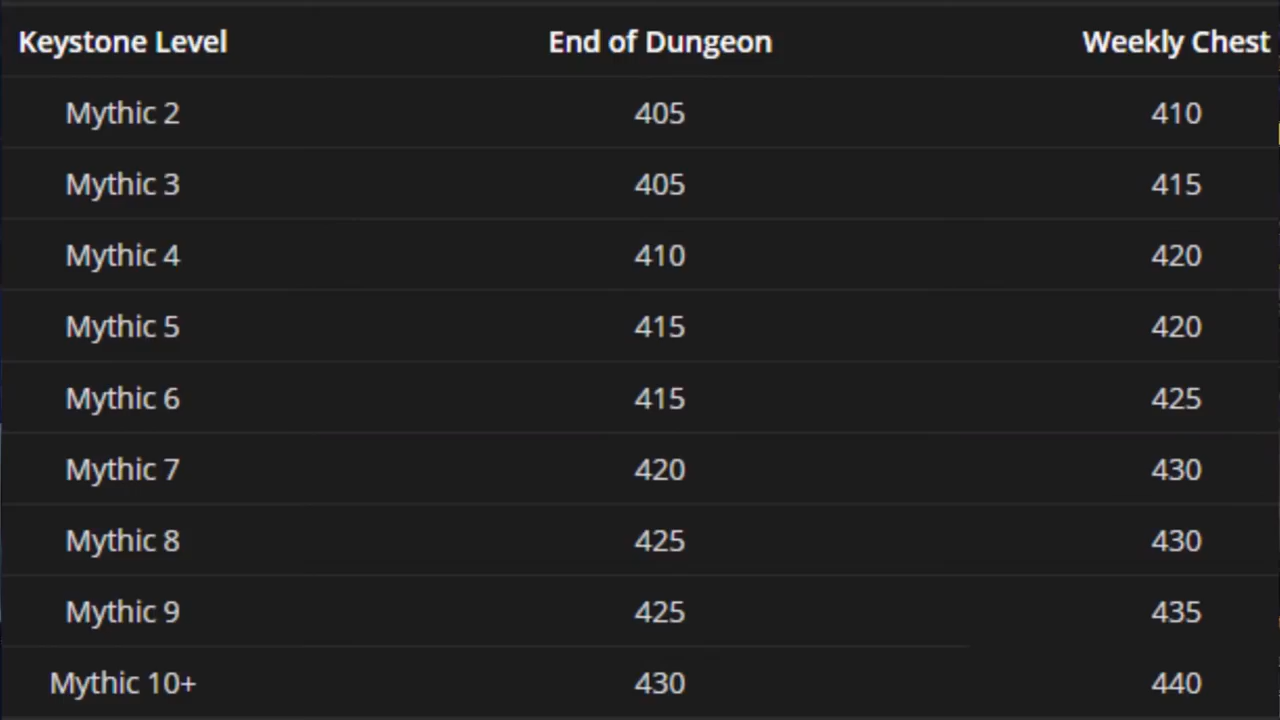 Keystone Level End of Dungeon Weekly Chest
Mythic 2 405 410
Mythic 3 405 415
Mythic 4 410 420
Mythic 5 415 420
Mythic 6 415 425
Mythic 7 420 430
Mythic 8 425 430
Mythic 9 425 435
Mythic 10+ 430 440